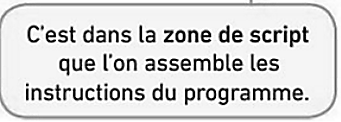 C'est dans la zone de script
que l'on assemble les
instructions du programme.